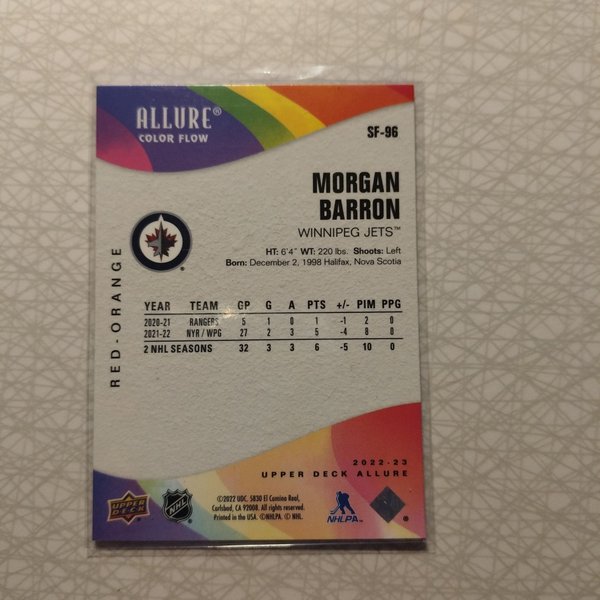 ALLURE®
COLOR FLOW
SF-96
MORGAN
BARRON
WINNIPEG JETS™
HT: 6'4" WT: 220 lbs. Shoots: Left
Born: December 2, 1998 Halifax, Nova Scotia
RED-ORANGE
YEAR TEAM GP G A PTS +/- PIM PPG
2020-21 RANGERS 5 1 0 1 -1 2 0
2021-22 NYR/WPG 27 2 3 5 -4 8 0
2 NHL SEASONS 32 3 3 6 -5 10 0
2022-23
UPPER DECK ALLURE
UPPER DECK
NHL
©2022 UDC. 5830 El Camino Real,
Carlsbad, CA 92008. All rights reserved.
Printed in the USA. ©NHLPA. © NHL.
NHLPA™